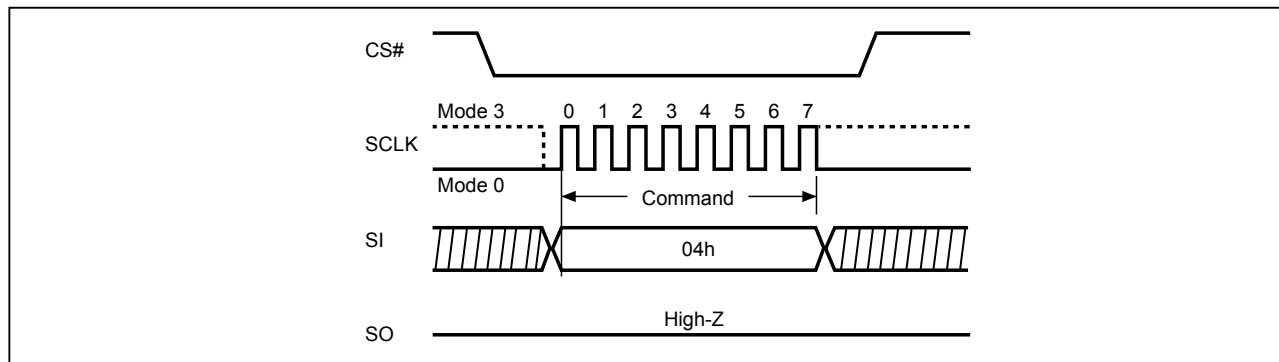 CS#
Mode 3
0 1 2 3 4 5 6 7
SCLK
Mode 0
Command
SI
04h
High-Z
SO